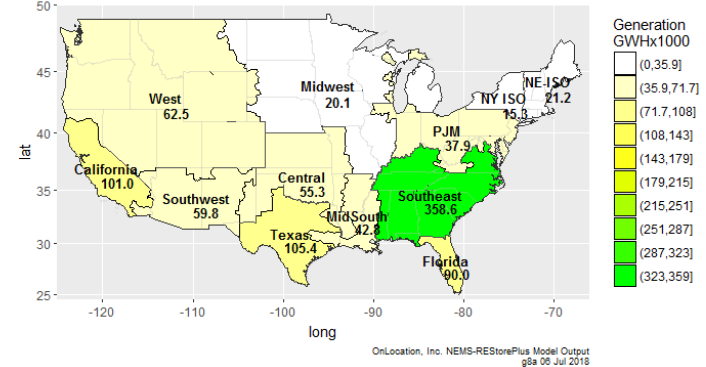 Generation
GWHx1000
(0,35.9]
(35.9,71.7]
(71.7,108]
(108,143]
(143,179]
(179,215]
(215,251]
(251,287]
(287,323]
(323,359]
lat
50
45
40
35
30
25
West
62.5
Midwest
20.1
NE-ISO
21.2
NY ISO
15.3
PJM
37.9
California
101.0
Southwest
59.8
Central
55.3
Southeast
358.6
MidSouth
42.8
Texas
105.4
Florida
90.0
-120
-110
-100
-90
-80
-70
long
OnLocation, Inc. NEMS-REStorePlus Model Output
g8a 06 Jul 2018